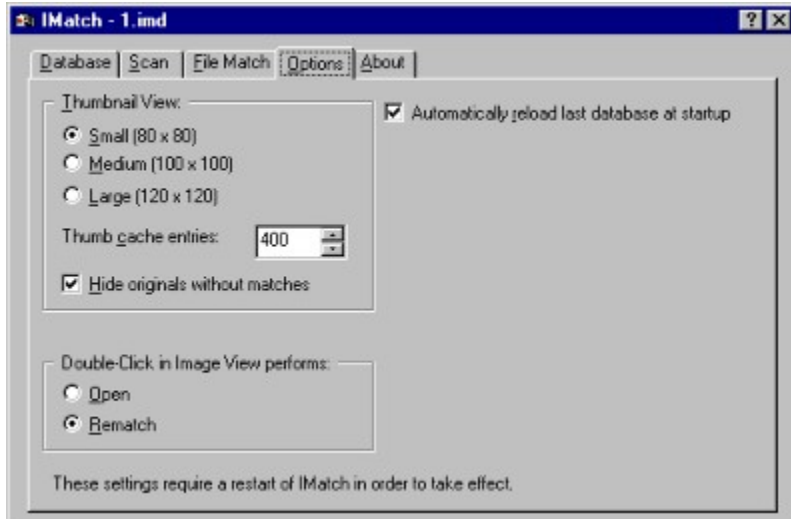 IMatch - 1.imd
Database Scan File Match Options About
Thumbnail View:
Small (80 x 80)
Medium (100 x 100)
Large (120 x 120)
Thumb cache entries: 400
Hide originals without matches
Automatically reload last database at startup
Double-Click in Image View performs:
Open
Rematch
These settings require a restart of IMatch in order to take effect.